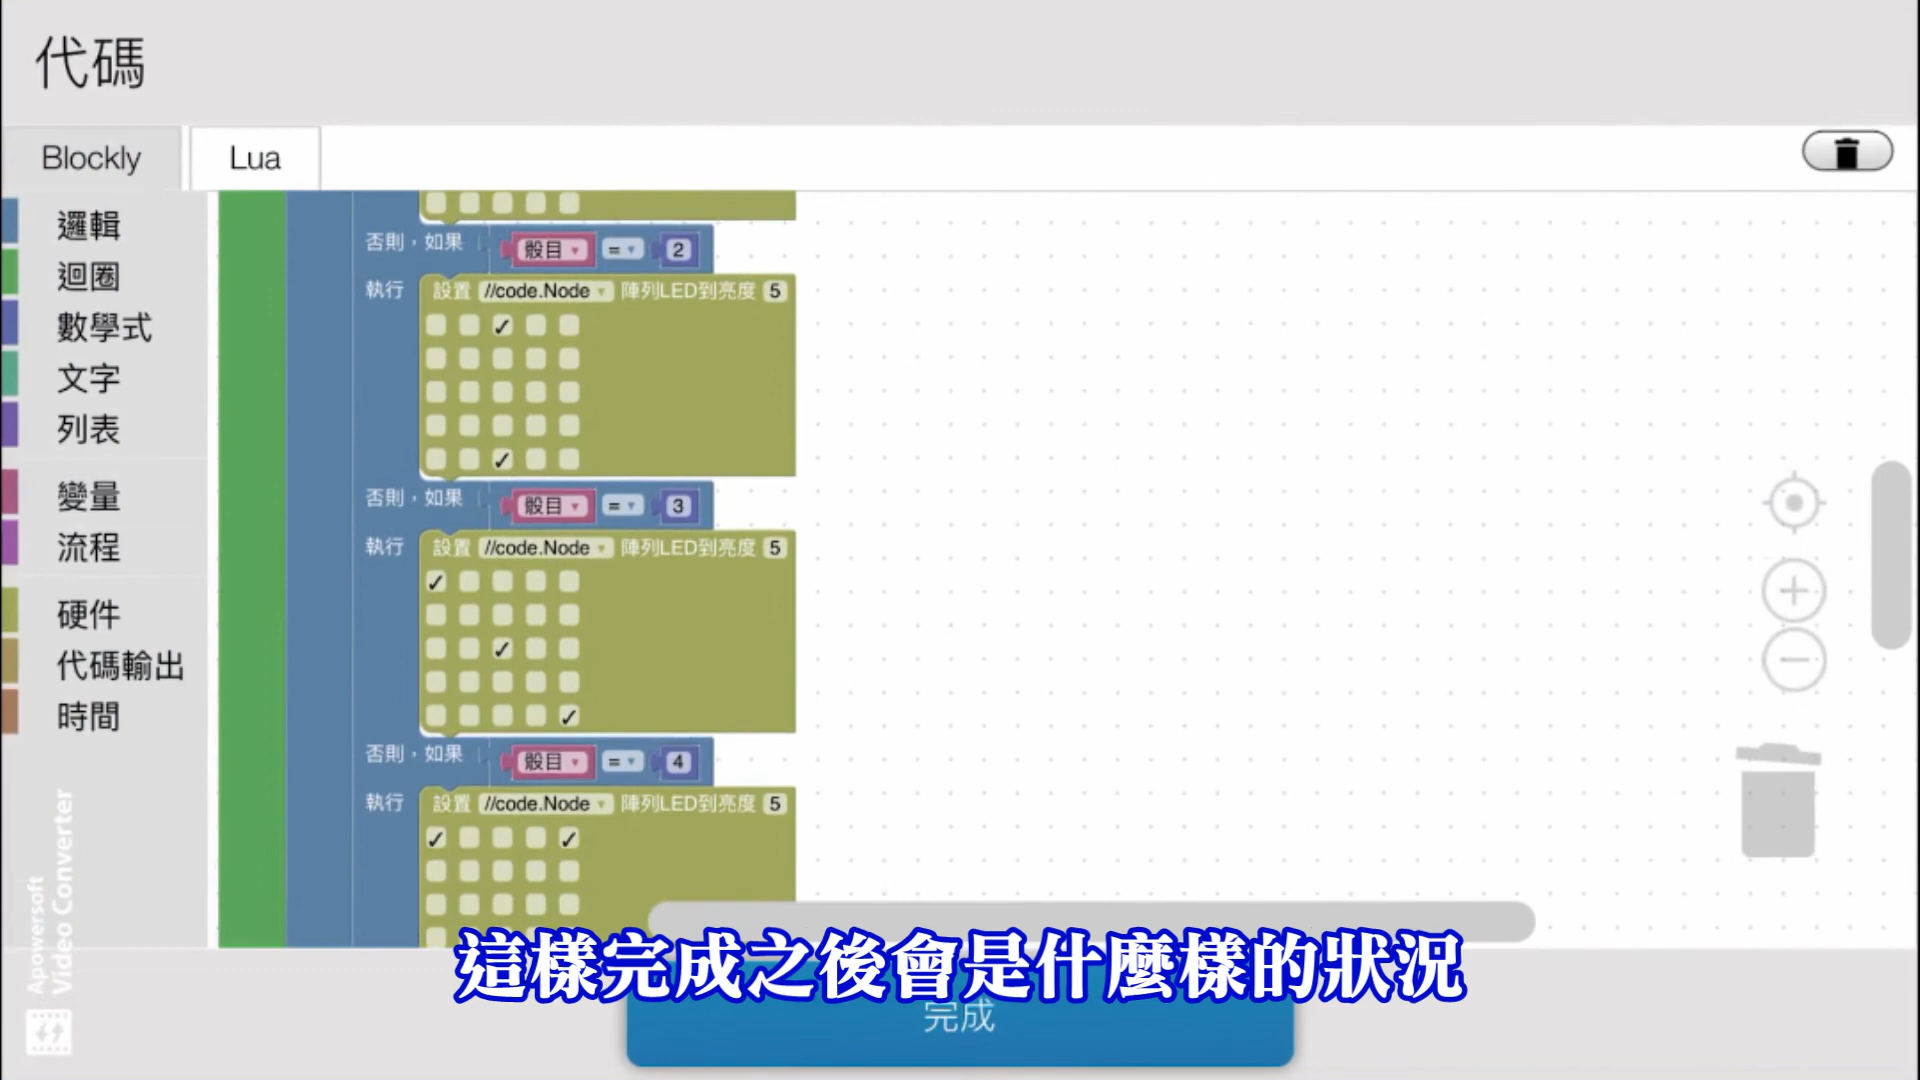 代碼
Blockly
Lua
邏輯
迴圈
數學式
文字
列表
變量
流程
硬件
代碼輸出
時間
否則，如果 骰目 = 2
執行 設置 //code.Node 陣列LED到亮度 5
否則，如果 骰目 = 3
執行 設置 //code.Node 陣列LED到亮度 5
否則，如果 骰目 = 4
執行 設置 //code.Node 陣列LED到亮度 5
這樣完成之後會是什麼樣的狀況
完成
Apowersoft
Video Converter